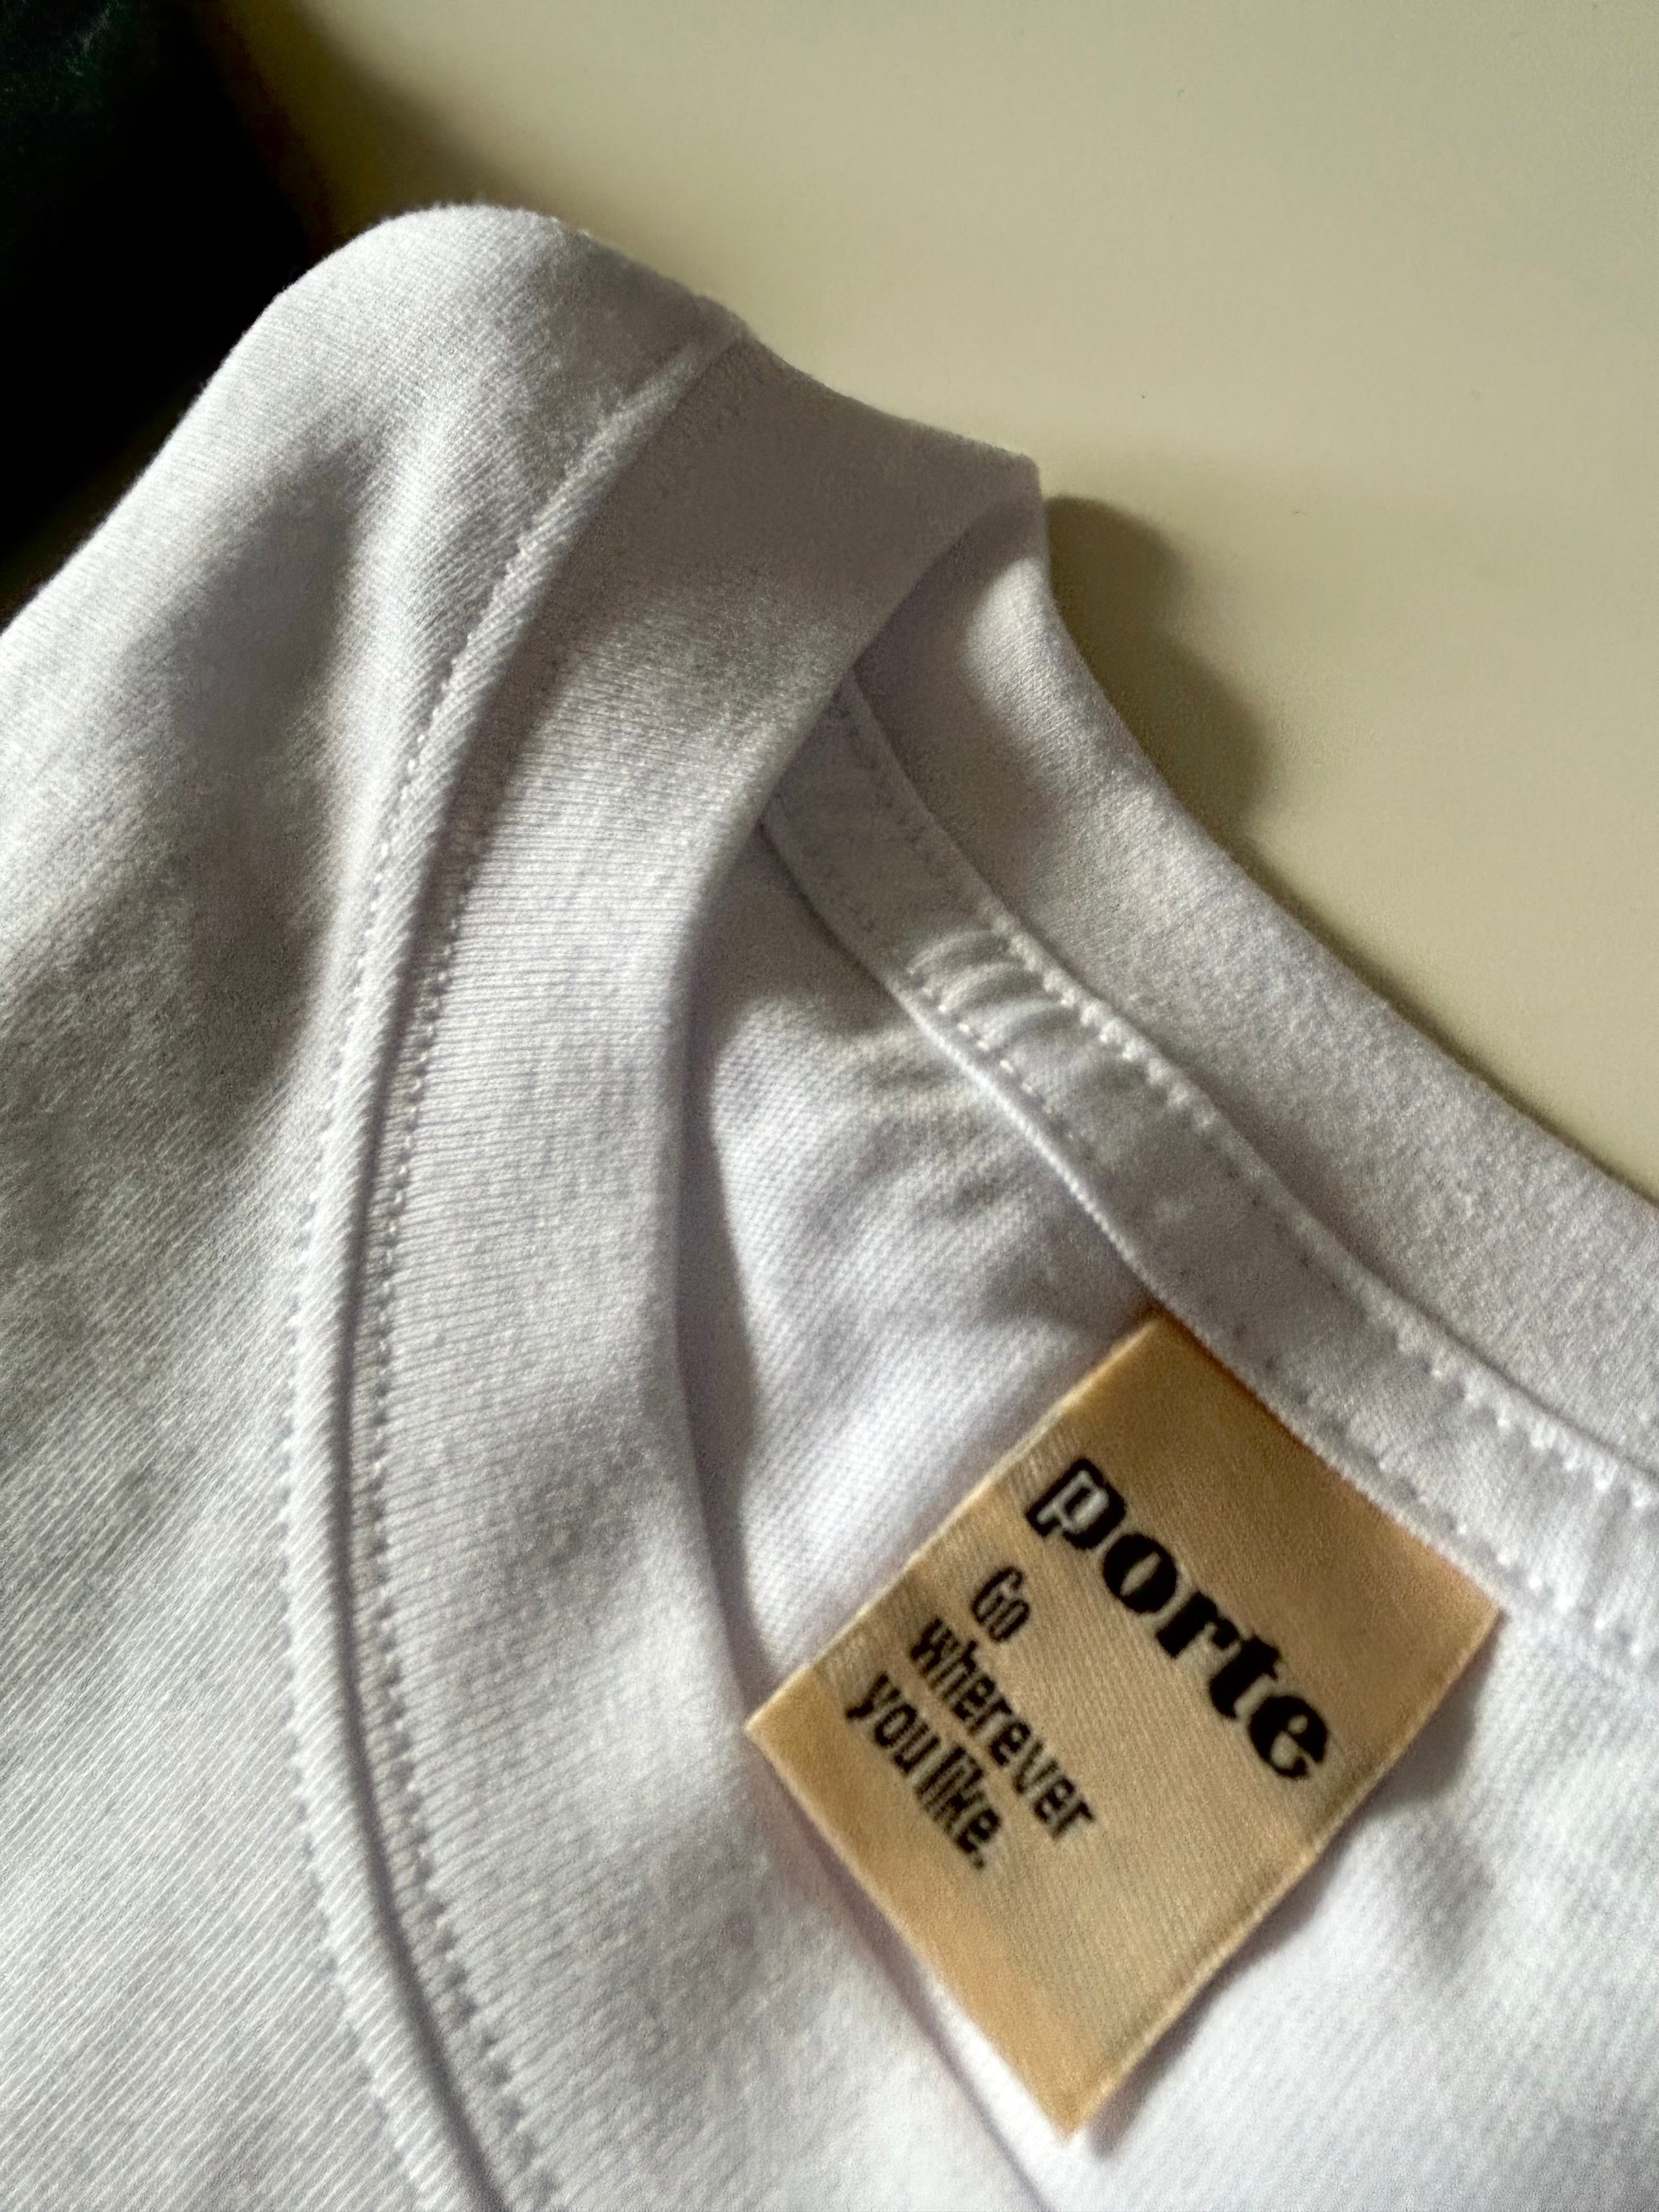 porte
Go
wherever
you like.